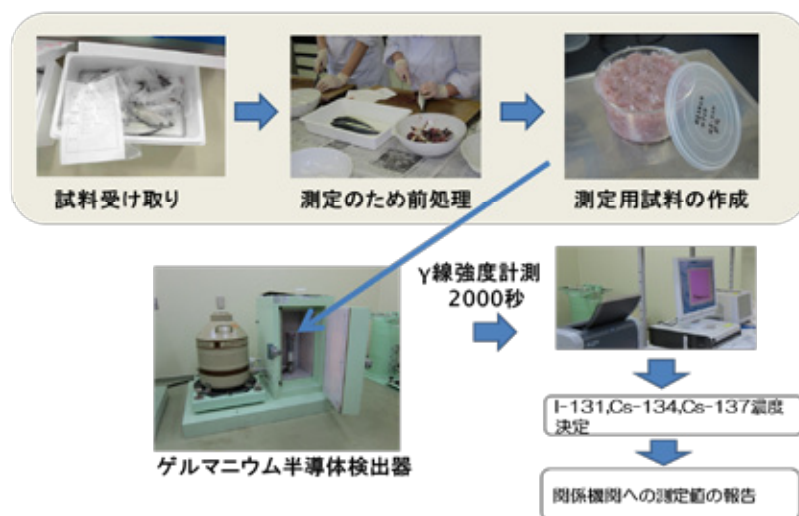 試料受け取り
測定のため前処理
測定用試料の作成
γ線強度計測
2000秒
ゲルマニウム半導体検出器
I-131,Cs-134,Cs-137濃度
決定
関係機関への測定値の報告